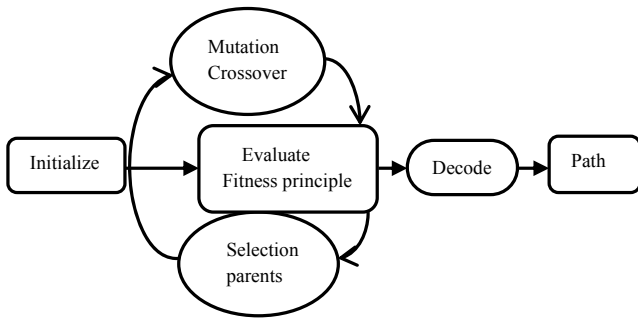 Mutation
Crossover
Initialize
Evaluate
Fitness principle
Decode
Path
Selection
parents